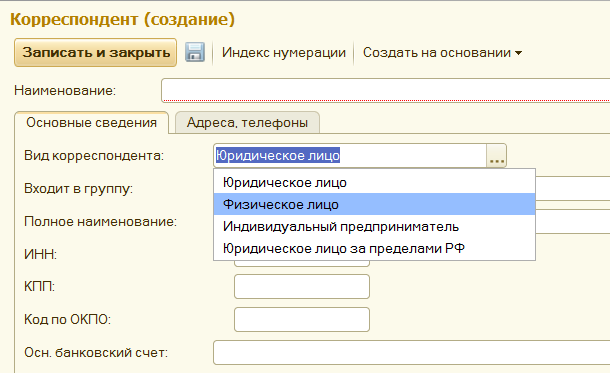 Корреспондент (создание)
Записать и закрыть Индекс нумерации Создать на основании
Наименование:
Основные сведения Адреса, телефоны
Вид корреспондента: Юридическое лицо ...
Юридическое лицо
Входит в группу:
Физическое лицо
Полное наименование:
Индивидуальный предприниматель
Юридическое лицо за пределами РФ
ИНН:
КПП:
Код по ОКПО:
Осн. банковский счет: